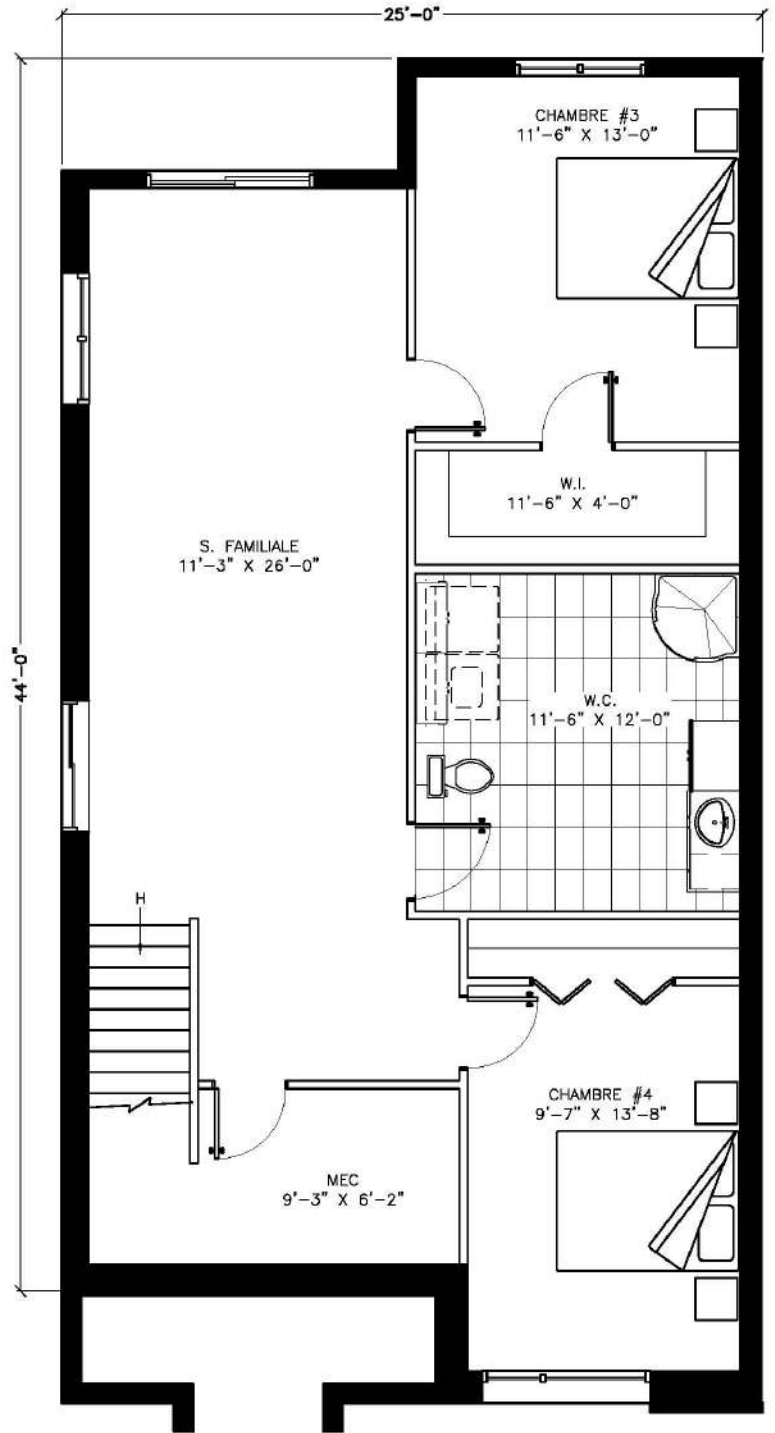 25'-0"
CHAMBRE #3
11'-6" X 13'-0"
W.I.
11'-6" X 4'-0"
S. FAMILIALE
11'-3" X 26'-0"
44'-0"
W.C.
11'-6" X 12'-0"
H
CHAMBRE #4
9'-7" X 13'-8"
MEC
9'-3" X 6'-2"